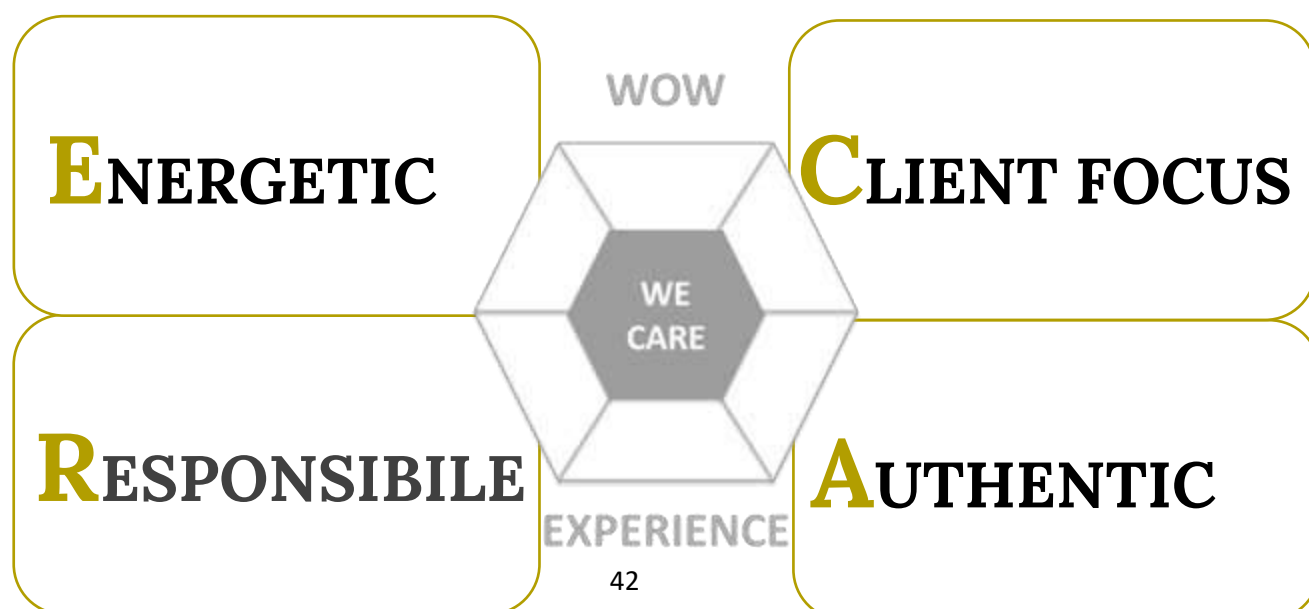 WOW
ENERGETIC
CLIENT FOCUS
WE
CARE
RESPONSIBILE
AUTHENTIC
EXPERIENCE
42